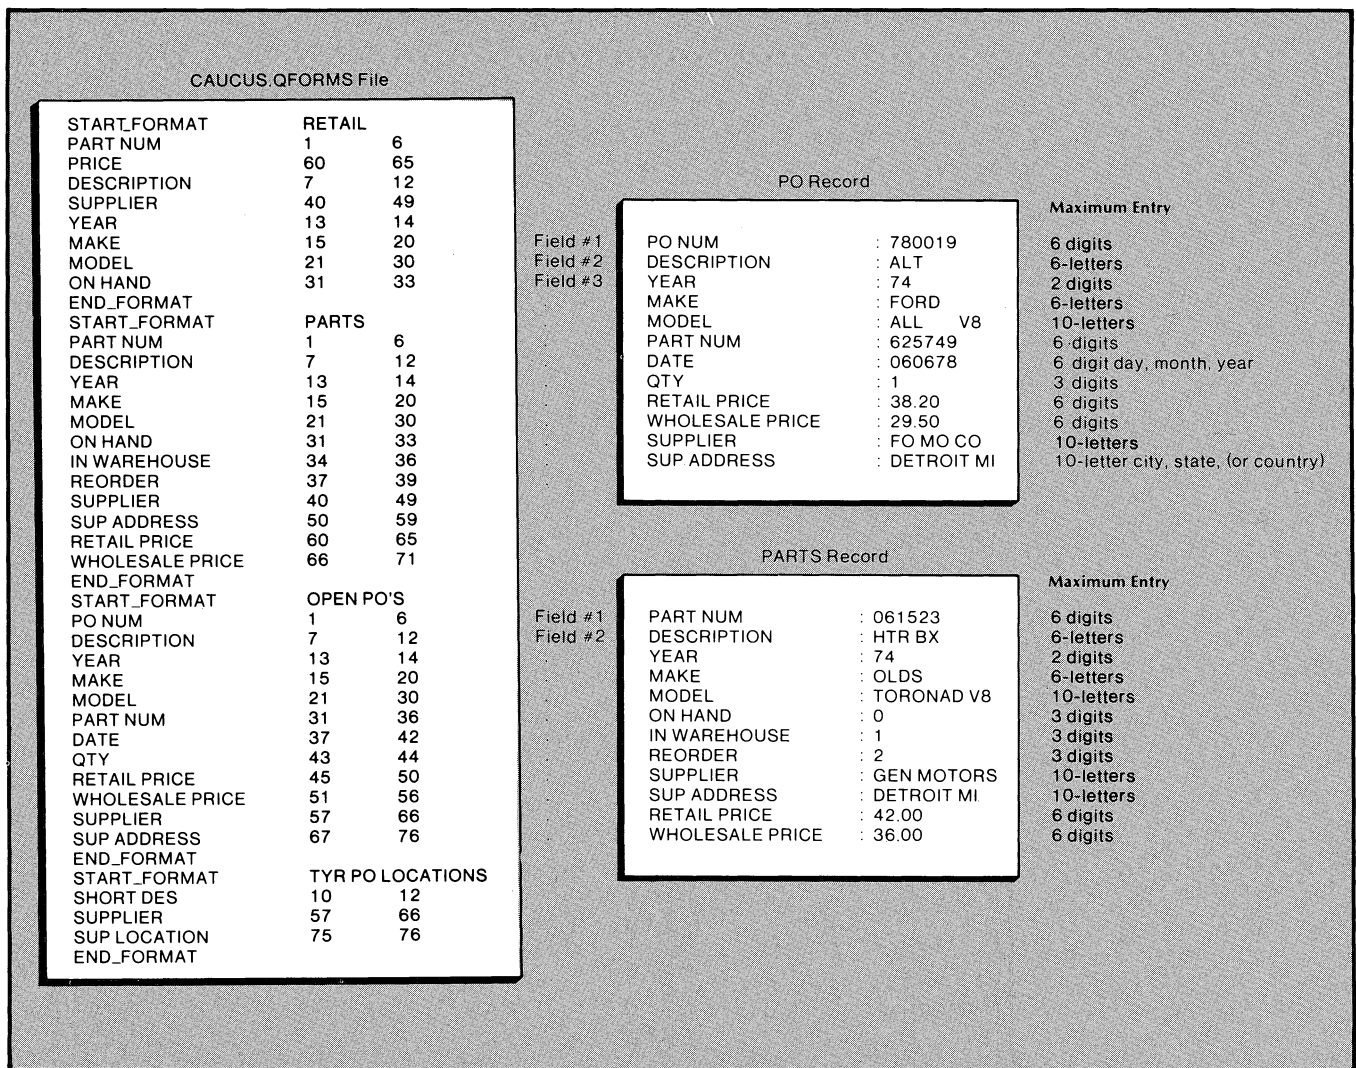 CAUCUS.QFORMS File
START_FORMAT RETAIL
PART NUM 1 6
PRICE 60 65
DESCRIPTION 7 12
SUPPLIER 40 49
YEAR 13 14
MAKE 15 20
MODEL 21 30
ON HAND 31 33
END_FORMAT
START_FORMAT PARTS
PART NUM 1 6
DESCRIPTION 7 12
YEAR 13 14
MAKE 15 20
MODEL 21 30
ON HAND 31 33
IN WAREHOUSE 34 36
REORDER 37 39
SUPPLIER 40 49
SUP ADDRESS 50 59
RETAIL PRICE 60 65
WHOLESALE PRICE 66 71
END_FORMAT
START_FORMAT OPEN PO'S
PO NUM 1 6
DESCRIPTION 7 12
YEAR 13 14
MAKE 15 20
MODEL 21 30
PART NUM 31 36
DATE 37 42
QTY 43 44
RETAIL PRICE 45 50
WHOLESALE PRICE 51 56
SUPPLIER 57 66
SUP ADDRESS 67 76
END_FORMAT
START_FORMAT TYR PO LOCATIONS
SHORT DES 10 12
SUPPLIER 57 66
SUP LOCATION 75 76
END_FORMAT
PO Record
Maximum Entry
Field #1 PO NUM : 780019 6 digits
Field #2 DESCRIPTION : ALT 6-letters
Field #3 YEAR : 74 2 digits
MAKE : FORD 6-letters
MODEL : ALL V8 10-letters
PART NUM : 625749 6 digits
DATE : 060678 6 digit day, month, year
QTY : 1 3 digits
RETAIL PRICE : 38.20 6 digits
WHOLESALE PRICE : 29.50 6 digits
SUPPLIER : FO MO CO 10-letters
SUP ADDRESS : DETROIT MI 10-letter city, state, (or country)
PARTS Record
Maximum Entry
Field #1 PART NUM : 061523 6 digits
Field #2 DESCRIPTION : HTR BX 6-letters
YEAR : 74 2 digits
MAKE : OLDS 6-letters
MODEL : TORONAD V8 10-letters
ON HAND : 0 3 digits
IN WAREHOUSE : 1 3 digits
REORDER : 2 3 digits
SUPPLIER : GEN MOTORS 10-letters
SUP ADDRESS : DETROIT MI 10-letters
RETAIL PRICE : 42.00 6 digits
WHOLESALE PRICE : 36.00 6 digits